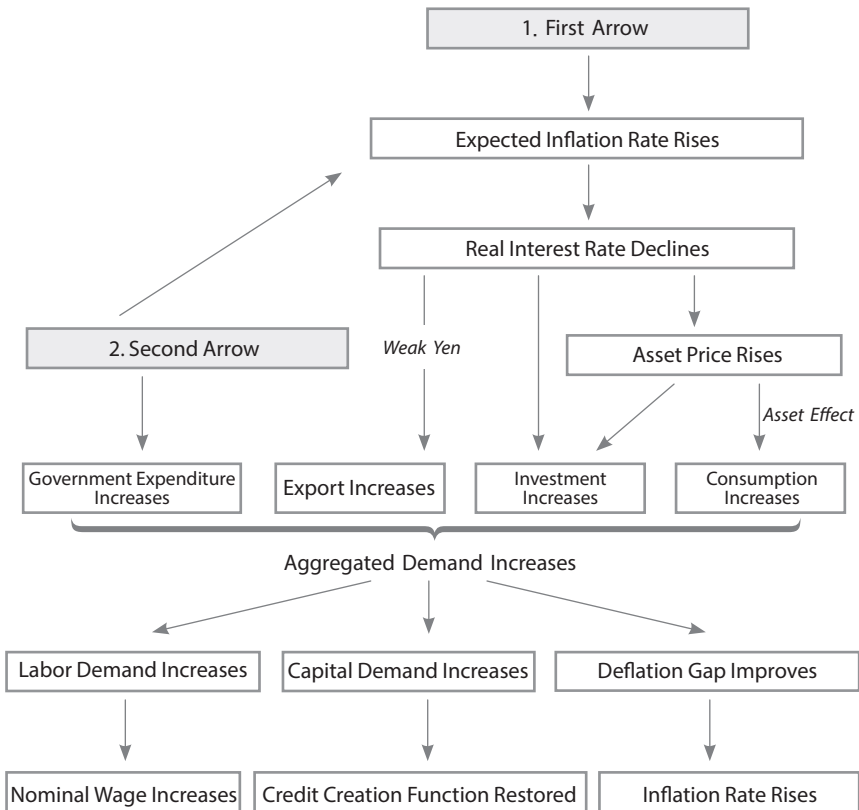 1. First Arrow
Expected Inflation Rate Rises
Real Interest Rate Declines
2. Second Arrow
Weak Yen
Asset Price Rises
Asset Effect
Government Expenditure
Increases
Export Increases
Investment
Increases
Consumption
Increases
Aggregated Demand Increases
Labor Demand Increases
Capital Demand Increases
Deflation Gap Improves
Nominal Wage Increases
Credit Creation Function Restored
Inflation Rate Rises